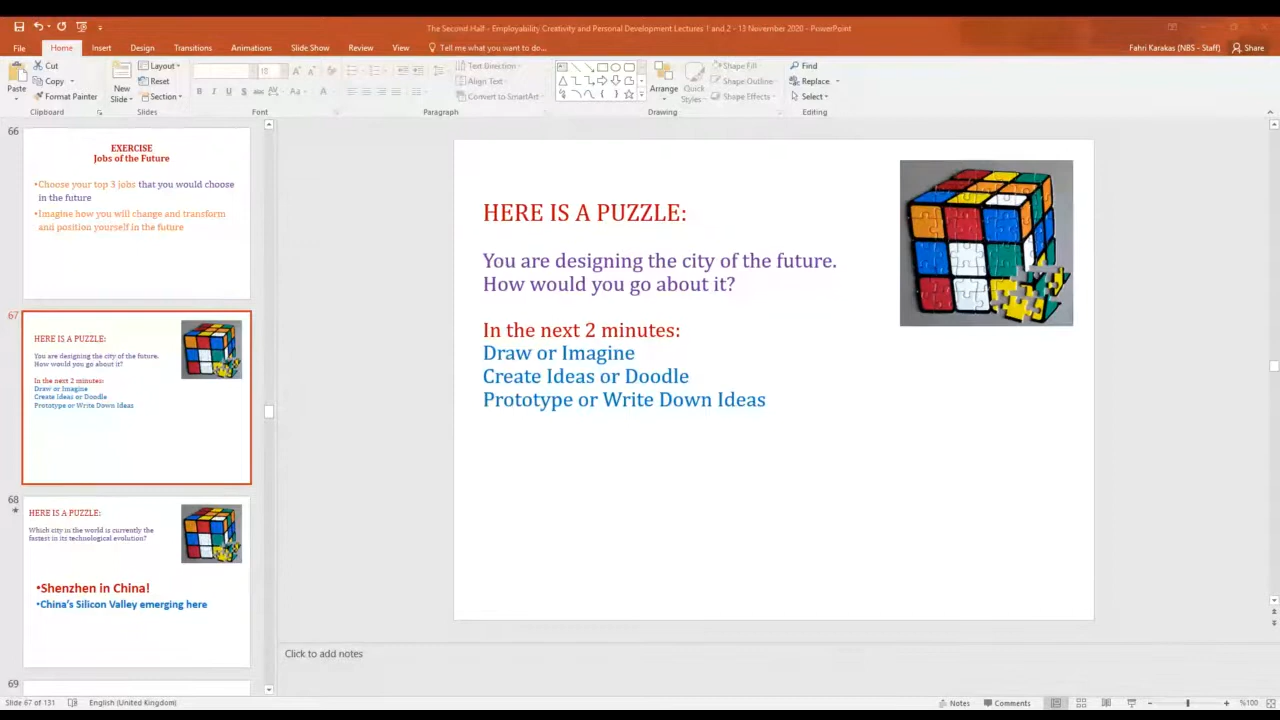 The Second Half - Employability Creativity and Personal Development Lectures 1 and 2 - 13 November 2020 - PowerPoint
File Home Insert Design Transitions Animations Slide Show Review View Tell me what you want to do... Fahri Karakas (NBS - Staff) Share
Paste
Cut
Copy
Format Painter
Clipboard
New Slide
Layout
Reset
Section
Slides
Font
Text Direction
Align Text
Convert to SmartArt
Paragraph
Arrange
Quick Styles
Shape Fill
Shape Outline
Shape Effects
Drawing
Find
Replace
Select
Editing
66
EXERCISE
Jobs of the Future
•Choose your top 3 jobs that you would choose
in the future
•Imagine how you will change and transform
and position yourself in the future
67
HERE IS A PUZZLE:
You are designing the city of the future.
How would you go about it?
In the next 2 minutes:
Draw or Imagine
Create Ideas or Doodle
Prototype or Write Down Ideas
68
HERE IS A PUZZLE:
Which city in the world is currently the
fastest in its technological evolution?
•Shenzhen in China!
•China's Silicon Valley emerging here
69
HERE IS A PUZZLE:
You are designing the city of the future.
How would you go about it?
In the next 2 minutes:
Draw or Imagine
Create Ideas or Doodle
Prototype or Write Down Ideas
Click to add notes
Slide 67 of 131 English (United Kingdom) Notes Comments %100